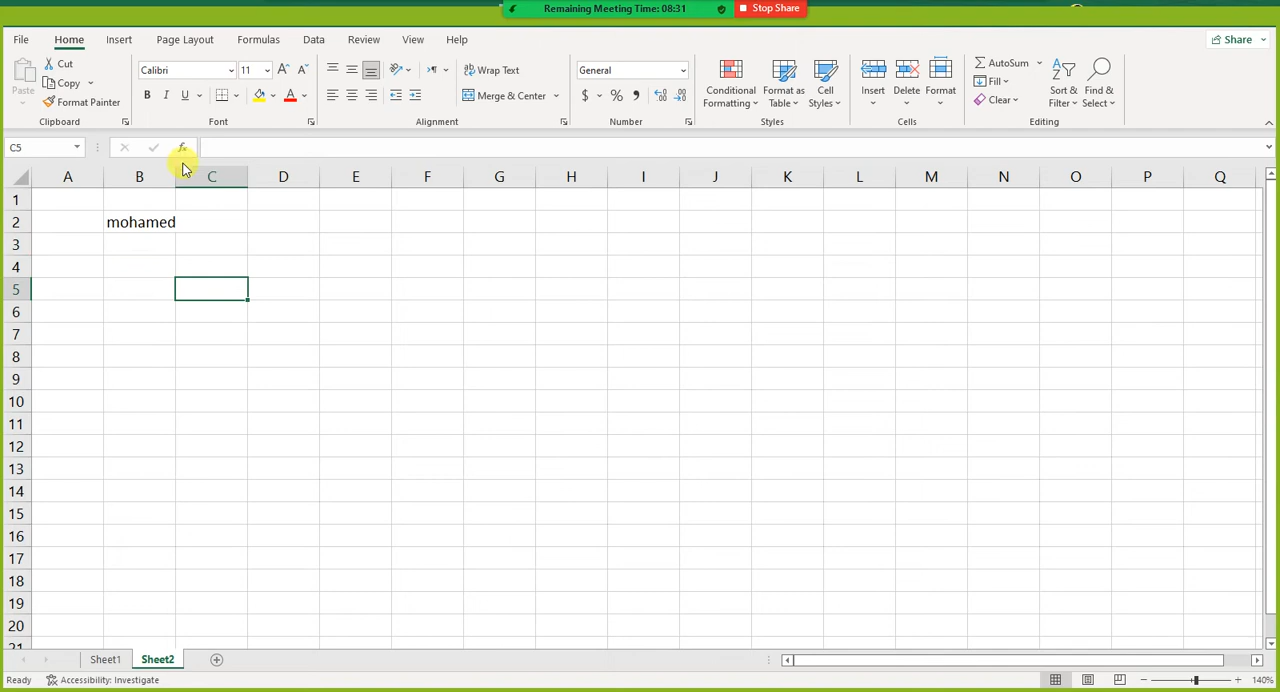 Remaining Meeting Time: 08:31 Stop Share
File Home Insert Page Layout Formulas Data Review View Help Share
Paste Cut Copy Format Painter
Calibri 11 B I U
Wrap Text Merge & Center
General $ % 9
Conditional Formatting Format as Table Cell Styles
Insert Delete Format
AutoSum Fill Clear Sort & Filter Find & Select
Clipboard Font Alignment Number Styles Cells Editing
C5 fx
A B C D E F G H I J K L M N O P Q
1
2 mohamed
3
4
5
6
7
8
9
10
11
12
13
14
15
16
17
18
19
20
21
Sheet1 Sheet2
Ready Accessibility: Investigate 140%